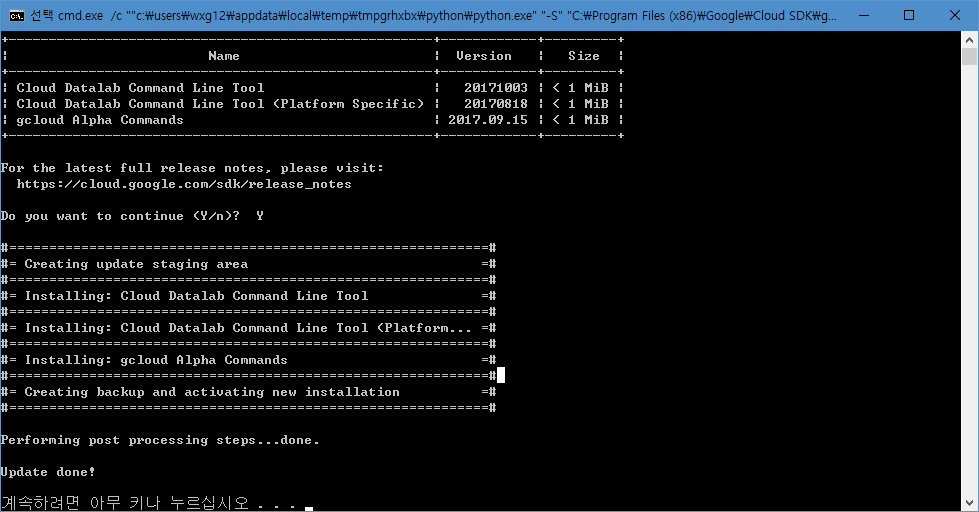 선택 cmd.exe /c ""c:\users\wxg12\appdata\local\temp\tmpgrhxbx\python\python.exe" "-S" "C:\Program Files (x86)\Google\Cloud SDK\g...
Name | Version | Size
Cloud Datalab Command Line Tool | 20171003 | < 1 MiB
Cloud Datalab Command Line Tool (Platform Specific) | 20170818 | < 1 MiB
gcloud Alpha Commands | 2017.09.15 | < 1 MiB
For the latest full release notes, please visit:
https://cloud.google.com/sdk/release_notes
Do you want to continue (Y/n)?  Y
#============================================================#
#= Creating update staging area =#
#============================================================#
#= Installing: Cloud Datalab Command Line Tool =#
#============================================================#
#= Installing: Cloud Datalab Command Line Tool (Platform... =#
#============================================================#
#= Installing: gcloud Alpha Commands =#
#============================================================#
#= Creating backup and activating new installation =#
#============================================================#
Performing post processing steps...done.
Update done!
계속하려면 아무 키나 누르십시오 . . .